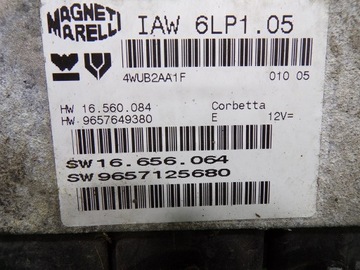 MAGNETI MARELLI
IAW 6LP1.05
4WUB2AA1F 010 05
HW 16.560.084 Corbetta
HW 9657649380 E 12V=
SW 16.656.064
SW 9657125680